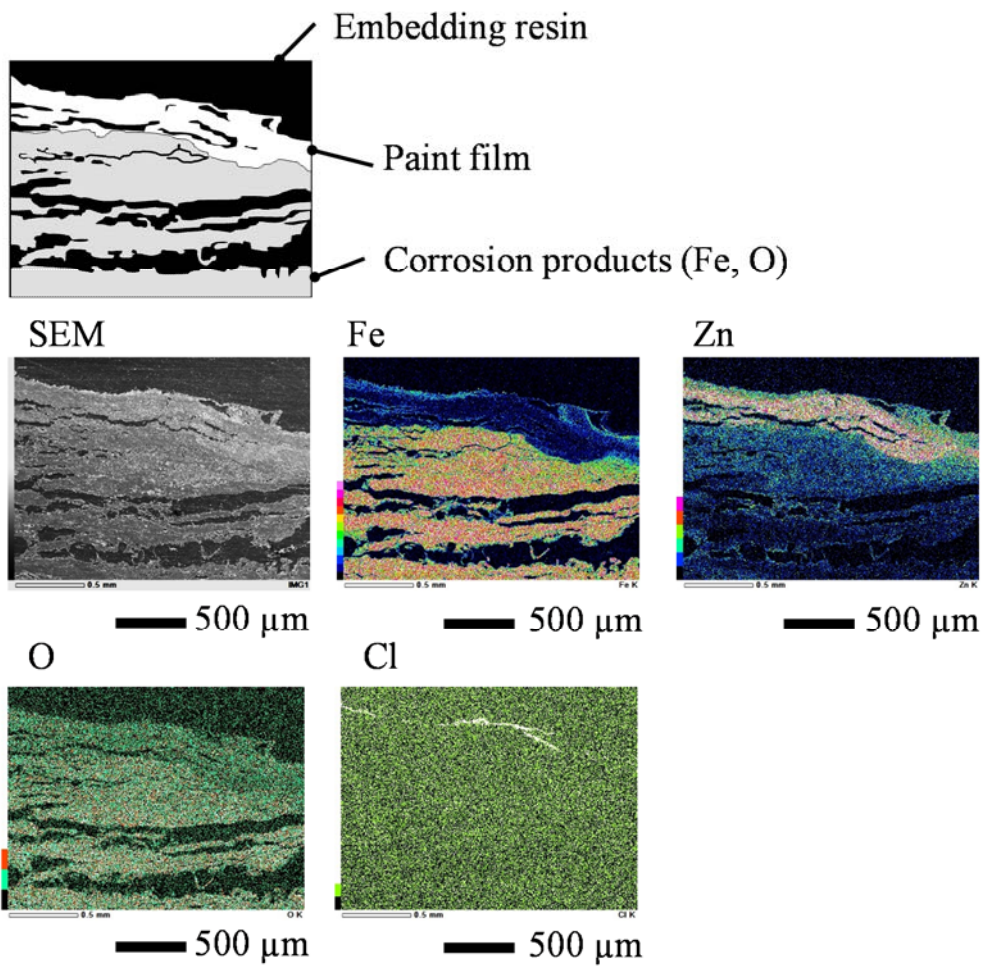 Embedding resin
Paint film
Corrosion products (Fe, O)
SEM
Fe
Zn
0.5 mm
IMG1
0.5 mm
Fe K
0.5 mm
Zn K
500 µm
500 µm
500 µm
O
Cl
0.5 mm
O K
0.5 mm
Cl K
500 µm
500 µm